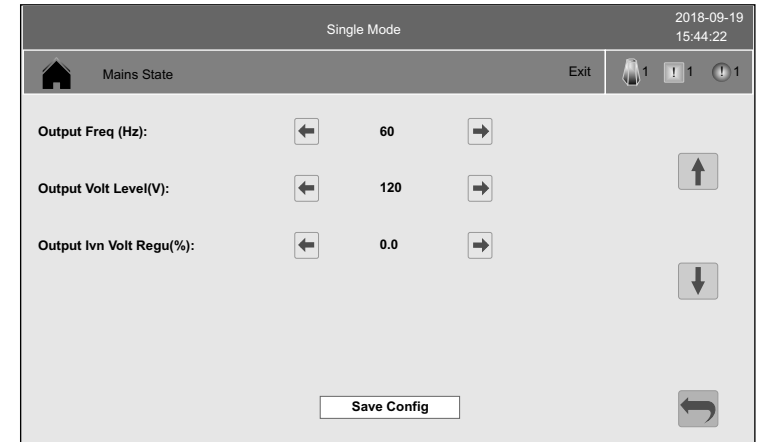 Single Mode
2018-09-19
15:44:22
Mains State
Exit
1
! 1
! 1
Output Freq (Hz):
60
Output Volt Level(V):
120
Output Ivn Volt Regu(%):
0.0
Save Config